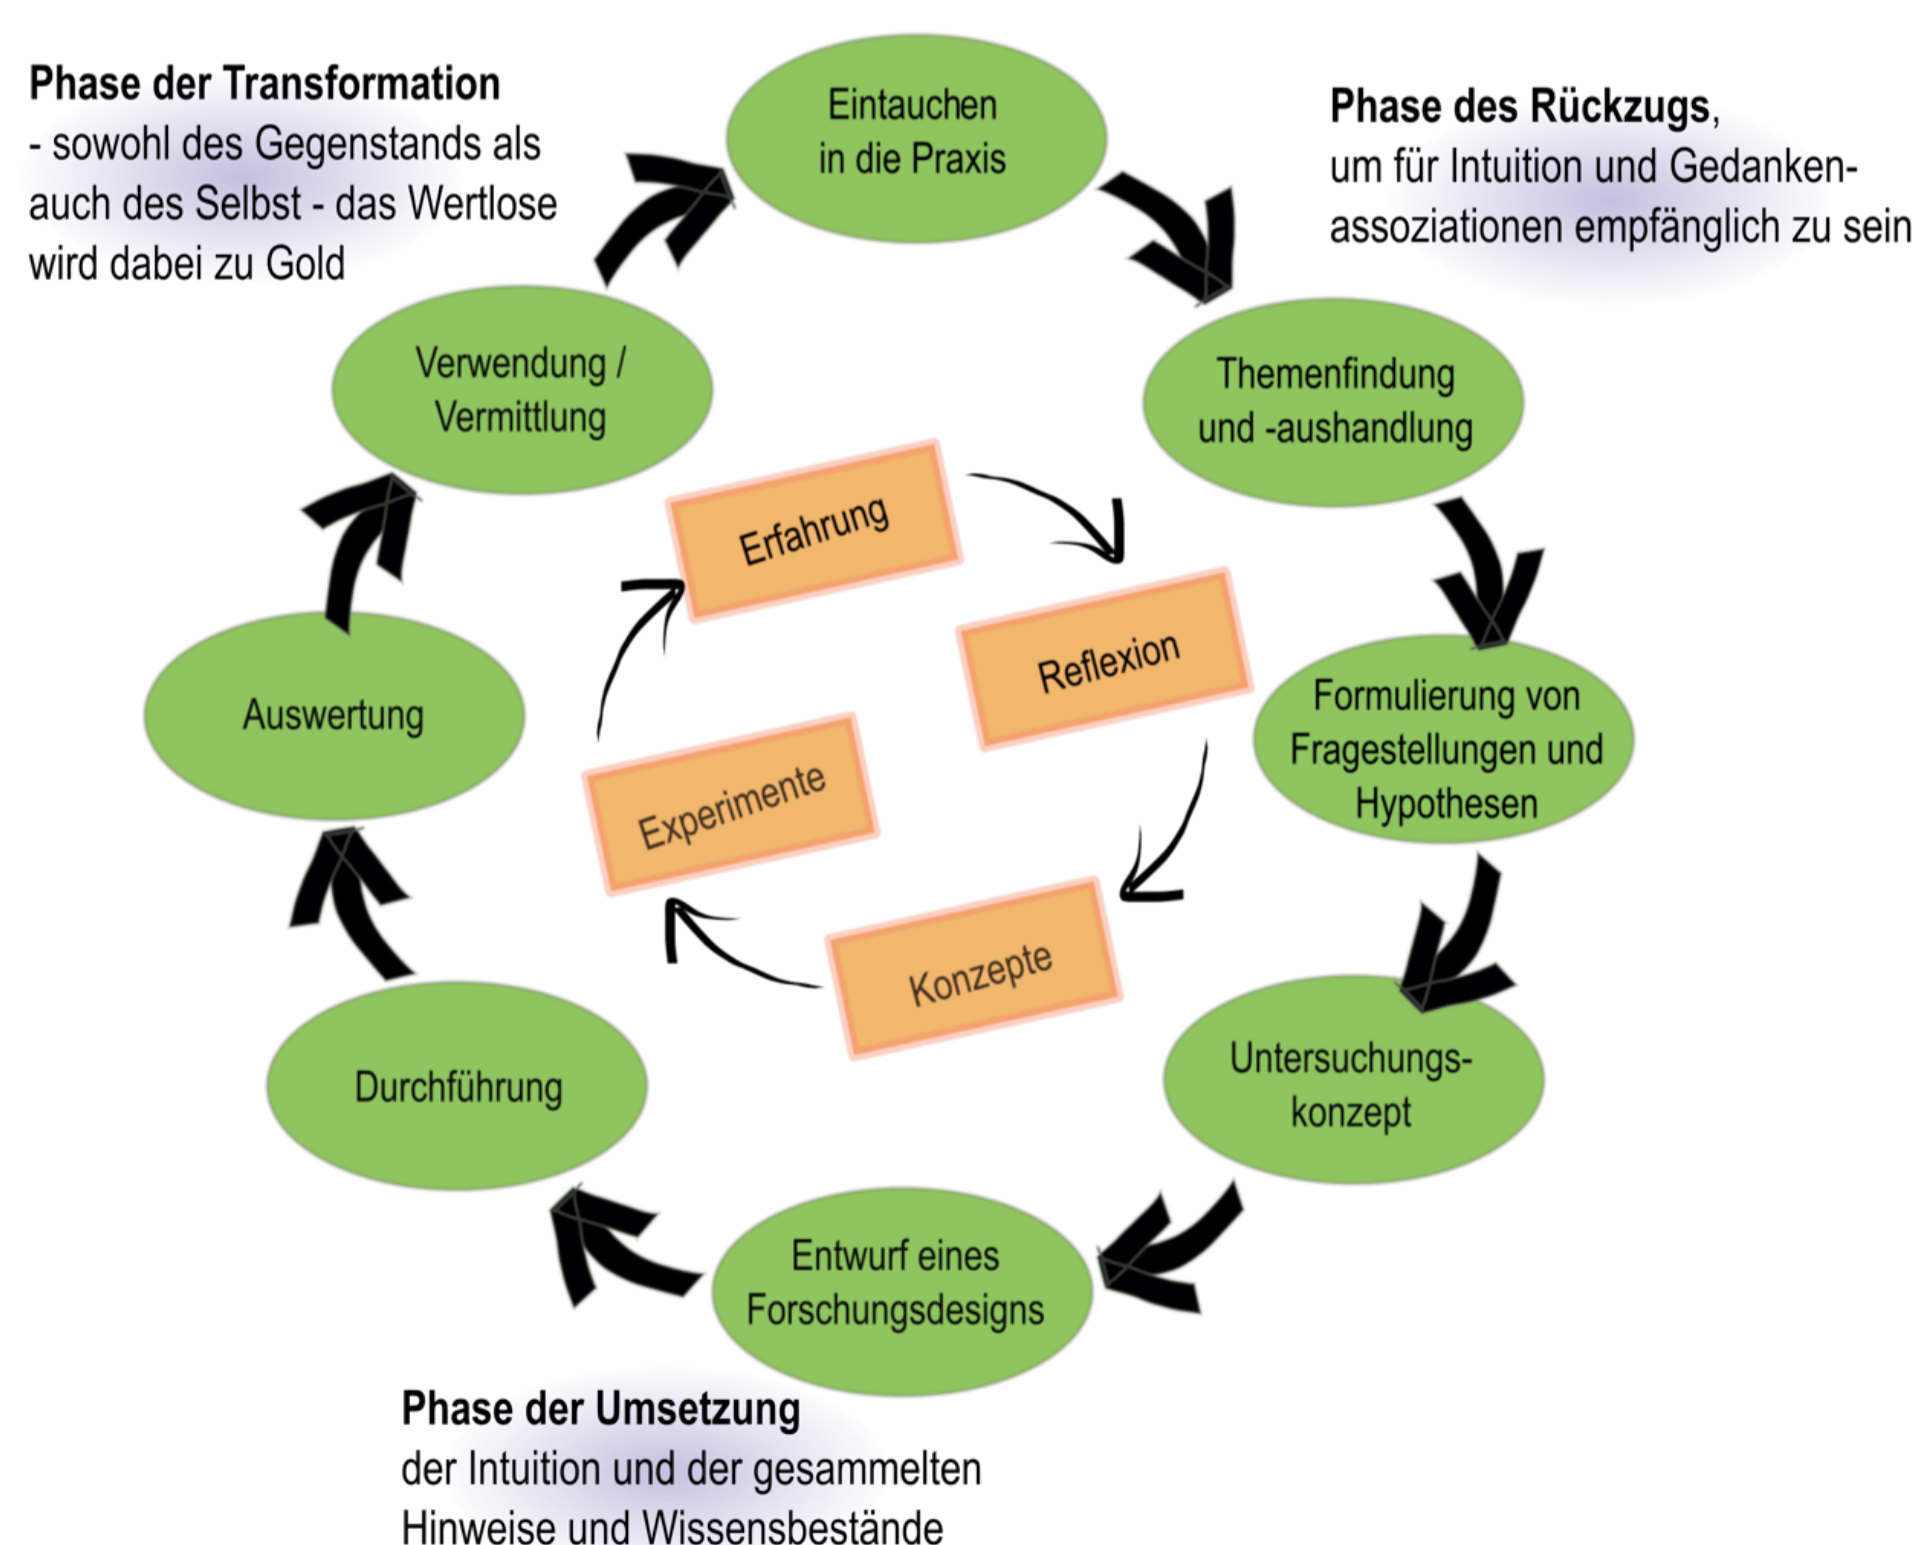 Phase der Transformation
- sowohl des Gegenstands als
auch des Selbst - das Wertlose
wird dabei zu Gold
Eintauchen
in die Praxis
Phase des Rückzugs,
um für Intuition und Gedanken-
assoziationen empfänglich zu sein
Themenfindung
und -aushandlung
Formulierung von
Fragestellungen und
Hypothesen
Untersuchungs-
konzept
Entwurf eines
Forschungsdesigns
Durchführung
Auswertung
Verwendung /
Vermittlung
Erfahrung
Reflexion
Konzepte
Experimente
Phase der Umsetzung
der Intuition und der gesammelten
Hinweise und Wissensbestände